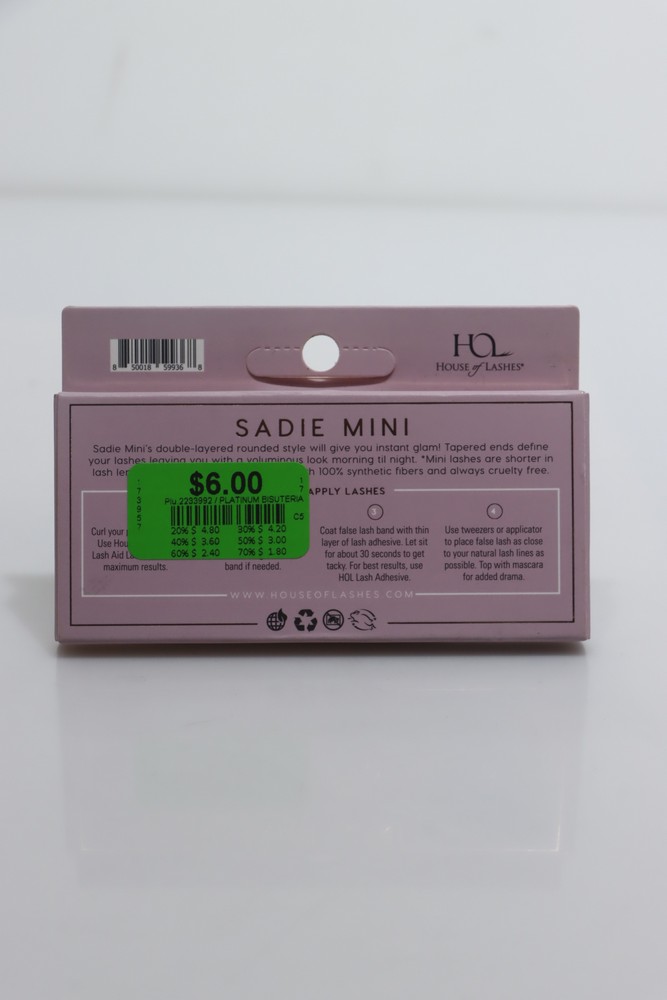 8 50018 59936 8
HOL
HOUSE of LASHES®
SADIE MINI
Sadie Mini's double-layered rounded style will give you instant glam! Tapered ends define
your lashes leaving you with a voluminous look morning til night. *Mini lashes are shorter in
lash 100% synthetic fibers and always cruelty free.
$6.00
Plu.2233992 / PLATINUM BISUTERIA
C5
20% $ 4.80 30% $ 4.20
40% $ 3.60 50% $ 3.00
60% $ 2.40 70% $ 1.80
APPLY LASHES
Curl your
Use
Lash Aid
maximum results.
band if needed.
3
Coat false lash band with thin
layer of lash adhesive. Let sit
for about 30 seconds to get
tacky. For best results, use
HOL Lash Adhesive.
4
Use tweezers or applicator
to place false lash as close
to your natural lash lines as
possible. Top with mascara
for added drama.
WWW.HOUSEOFLASHES.COM